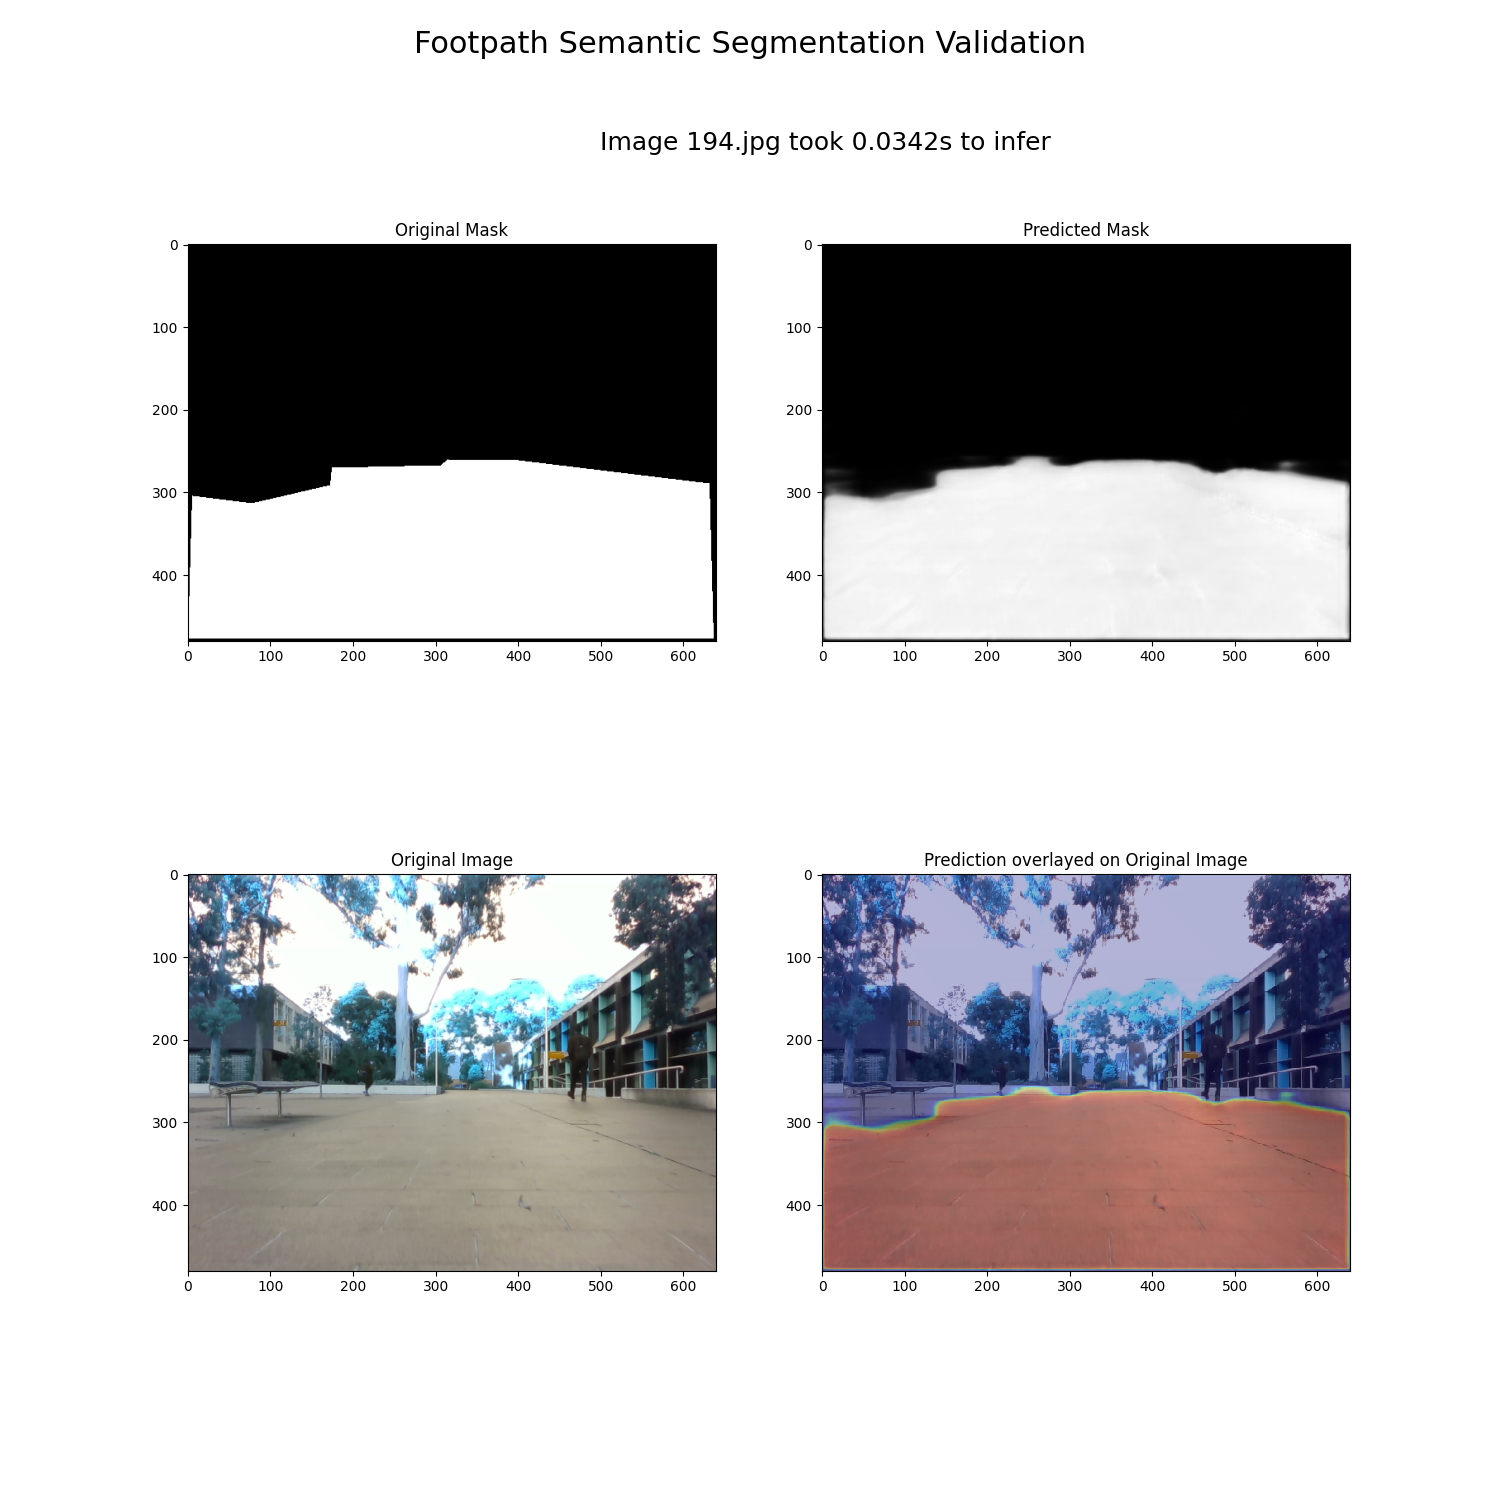 Footpath Semantic Segmentation Validation
Image 194.jpg took 0.0342s to infer
Original Mask
0
100
200
300
400
0 100 200 300 400 500 600
Predicted Mask
0
100
200
300
400
0 100 200 300 400 500 600
Original Image
0
100
200
300
400
0 100 200 300 400 500 600
Prediction overlayed on Original Image
0
100
200
300
400
0 100 200 300 400 500 600